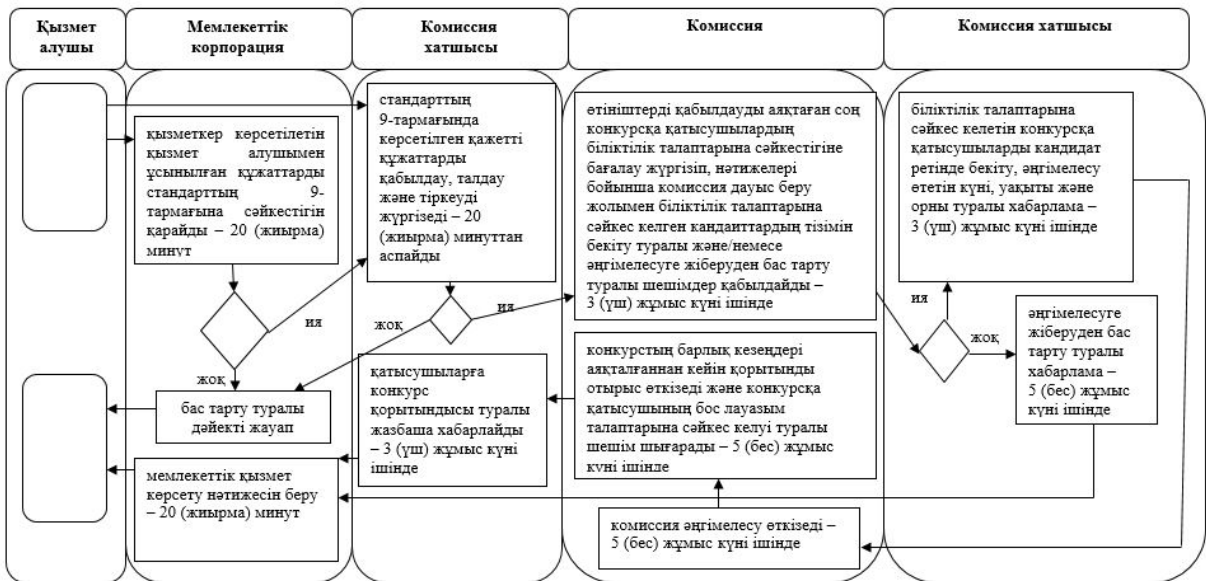 Қызмет
алушы
Мемлекеттік
корпорация
Комиссия
хатшысы
Комиссия
Комиссия хатшысы
қызметкер көрсетілетін
қызмет алушымен
ұсынылған құжаттарды
стандарттың 9-
тармағына сәйкестігін
қарайды – 20 (жиырма)
минут
ия
жоқ
бас тарту туралы
дәйекті жауап
мемлекеттік қызмет
көрсету нәтижесін беру
– 20 (жиырма) минут
стандарттың
9-тармағында
көрсетілген қажетті
құжаттарды
қабылдау, талдау
және тіркеуді
жүргізеді – 20
(жиырма) минуттан
аспайды
жоқ
ия
қатысушыларға
конкурс
қорытындысы туралы
жазбаша хабарлайды
– 3 (үш) жұмыс күні
ішінде
өтініштерді қабылдауды аяқтаған соң
конкурсқа қатысушылардың
біліктілік талаптарына сәйкестігіне
бағалау жүргізіп, нәтижелері
бойынша комиссия дауыс беру
жолымен біліктілік талаптарына
сәйкес келген кандаиттардың тізімін
бекіту туралы және/немесе
әңгімелесуге жіберуден бас тарту
туралы шешімдер қабылдайды –
3 (үш) жұмыс күні ішінде
конкурстың барлық кезеңдері
аяқталғаннан кейін қорытынды
отырыс өткізеді және конкурсқа
қатысушының бос лауазым
талаптарына сәйкес келуі туралы
шешім шығарады – 5 (бес) жұмыс
күні ішінде
комиссия әңгімелесу өткізеді –
5 (бес) жұмыс күні ішінде
біліктілік талаптарына
сәйкес келетін конкурсқа
қатысушыларды кандидат
ретінде бекіту, әңгімелесу
өтетін күні, уақыты және
орны туралы хабарлама –
3 (үш) жұмыс күні ішінде
ия
жоқ
әңгімелесуге
жіберуден бас
тарту туралы
хабарлама –
5 (бес) жұмыс
күні ішінде